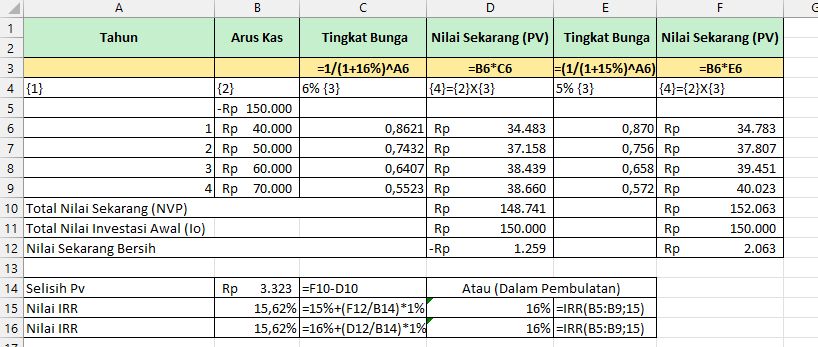 A B C D E F G
1
2 Tahun Arus Kas Tingkat Bunga Nilai Sekarang (PV) Tingkat Bunga Nilai Sekarang (PV)
3 =1/(1+16%)^A6 =B6*C6 =(1/(1+15%)^A6) =B6*E6
4 {1} {2} 6% {3} {4}={2}X{3} 5% {3} {4}={2}X{3}
5 -Rp 150.000
6 1 Rp 40.000 0,8621 Rp 34.483 0,870 Rp 34.783
7 2 Rp 50.000 0,7432 Rp 37.158 0,756 Rp 37.807
8 3 Rp 60.000 0,6407 Rp 38.439 0,658 Rp 39.451
9 4 Rp 70.000 0,5523 Rp 38.660 0,572 Rp 40.023
10 Total Nilai Sekarang (NVP) Rp 148.741 Rp 152.063
11 Total Nilai Investasi Awal (Io) Rp 150.000 Rp 150.000
12 Nilai Sekarang Bersih -Rp 1.259 Rp 2.063
13
14 Selisih Pv Rp 3.323 =F10-D10 Atau (Dalam Pembulatan)
15 Nilai IRR 15,62% =15%+(F12/B14)*1% 16% =IRR(B5:B9;15)
16 Nilai IRR 15,62% =16%+(D12/B14)*1% 16% =IRR(B5:B9;15)